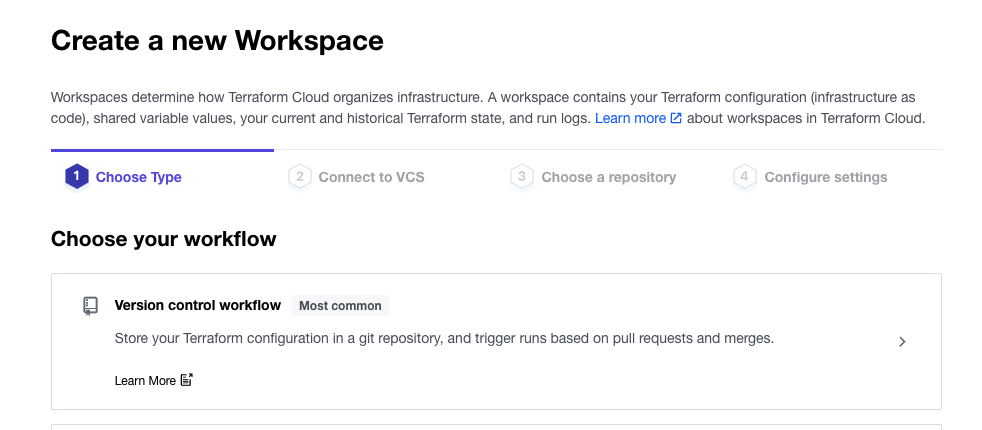 Create a new Workspace
Workspaces determine how Terraform Cloud organizes infrastructure. A workspace contains your Terraform configuration (infrastructure as
code), shared variable values, your current and historical Terraform state, and run logs. Learn more about workspaces in Terraform Cloud.
1 Choose Type 2 Connect to VCS 3 Choose a repository 4 Configure settings
Choose your workflow
Version control workflow Most common
Store your Terraform configuration in a git repository, and trigger runs based on pull requests and merges.
Learn More